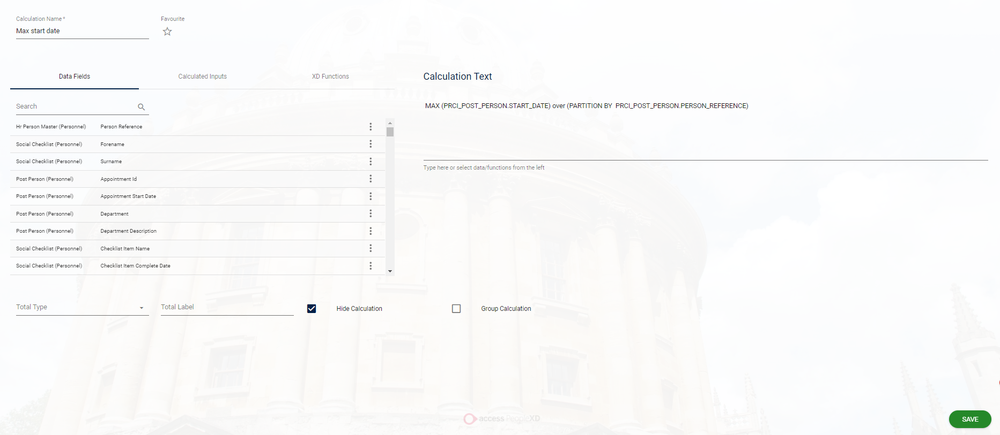 Calculation Name *
Favourite
Max start date
Data Fields
Calculated Inputs
XD Functions
Calculation Text
Search
MAX (PRCI_POST_PERSON.START_DATE) over (PARTITION BY  PRCI_POST_PERSON.PERSON_REFERENCE)
Hr Person Master (Personnel) Person Reference
Social Checklist (Personnel) Forename
Social Checklist (Personnel) Surname
Type here or select data/functions from the left
Post Person (Personnel) Appointment Id
Post Person (Personnel) Appointment Start Date
Post Person (Personnel) Department
Post Person (Personnel) Department Description
Social Checklist (Personnel) Checklist Item Name
Social Checklist (Personnel) Checklist Item Complete Date
Total Type
Total Label
Hide Calculation
Group Calculation
access PeopleXD
SAVE